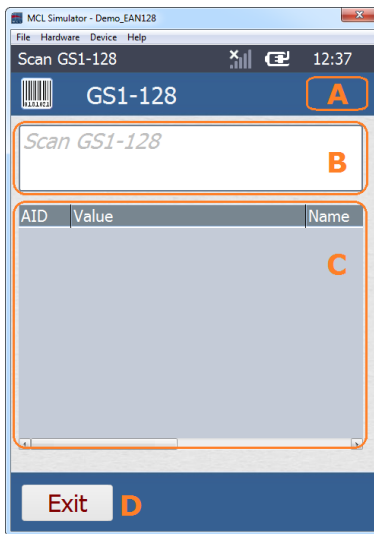 MCL Simulator - Demo_EAN128
File Hardware Device Help
Scan GS1-128 12:37
GS1-128 A
Scan GS1-128
B
AID Value Name
C
Exit D